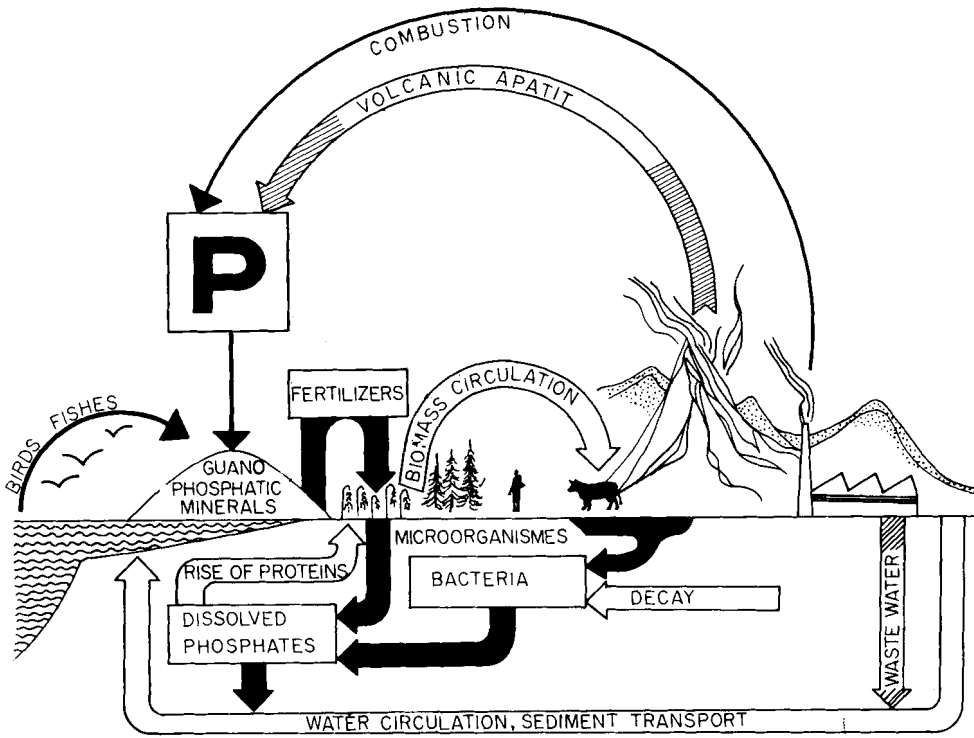 COMBUSTION
VOLCANIC APATIT
P
FERTILIZERS
BIOMASS CIRCULATION
BIRDS FISHES
GUANO
PHOSPHATIC
MINERALS
MICROORGANISMES
RISE OF PROTEINS
BACTERIA
DECAY
DISSOLVED
PHOSPHATES
WASTE WATER
WATER CIRCULATION, SEDIMENT TRANSPORT